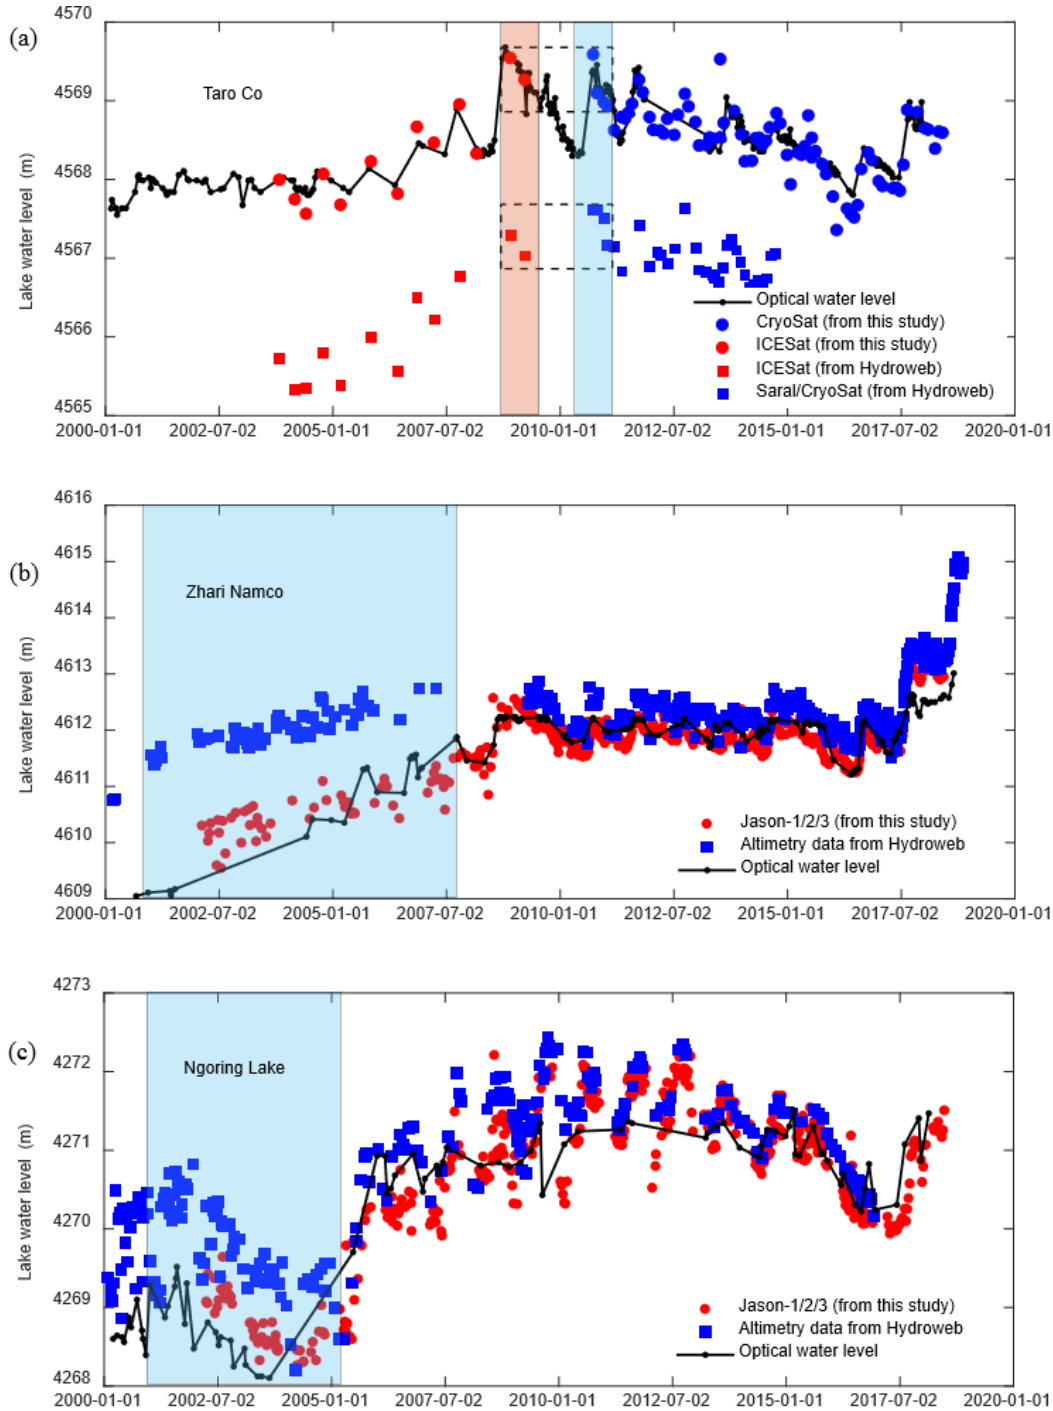 (a)
4570
4569
4568
4567
4566
4565
Lake water level (m)
Taro Co
Optical water level
CryoSat (from this study)
ICESat (from this study)
ICESat (from Hydroweb)
Saral/CryoSat (from Hydroweb)
2000-01-01 2002-07-02 2005-01-01 2007-07-02 2010-01-01 2012-07-02 2015-01-01 2017-07-02 2020-01-01
(b)
4616
4615
4614
4613
4612
4611
4610
4609
Lake water level (m)
Zhari Namco
Jason-1/2/3 (from this study)
Altimetry data from Hydroweb
Optical water level
2000-01-01 2002-07-02 2005-01-01 2007-07-02 2010-01-01 2012-07-02 2015-01-01 2017-07-02 2020-01-01
(c)
4273
4272
4271
4270
4269
4268
Lake water level (m)
Ngoring Lake
Jason-1/2/3 (from this study)
Altimetry data from Hydroweb
Optical water level
2000-01-01 2002-07-02 2005-01-01 2007-07-02 2010-01-01 2012-07-02 2015-01-01 2017-07-02 2020-01-01